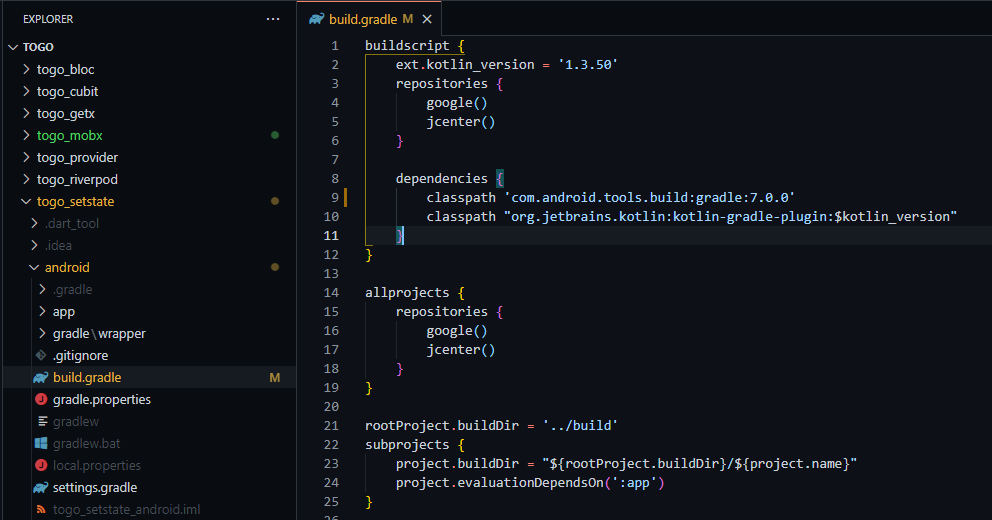 EXPLORER
TOGO
togo_bloc
togo_cubit
togo_getx
togo_mobx
togo_provider
togo_riverpod
togo_setstate
.dart_tool
.idea
android
.gradle
app
gradle\wrapper
.gitignore
build.gradle M
gradle.properties
gradlew
gradlew.bat
local.properties
settings.gradle
togo_setstate_android.iml
build.gradle M
1 buildscript {
2 ext.kotlin_version = '1.3.50'
3 repositories {
4 google()
5 jcenter()
6 }
7
8 dependencies {
9 classpath 'com.android.tools.build:gradle:7.0.0'
10 classpath "org.jetbrains.kotlin:kotlin-gradle-plugin:$kotlin_version"
11 }
12 }
13
14 allprojects {
15 repositories {
16 google()
17 jcenter()
18 }
19 }
20
21 rootProject.buildDir = '../build'
22 subprojects {
23 project.buildDir = "${rootProject.buildDir}/${project.name}"
24 project.evaluationDependsOn(':app')
25 }
26